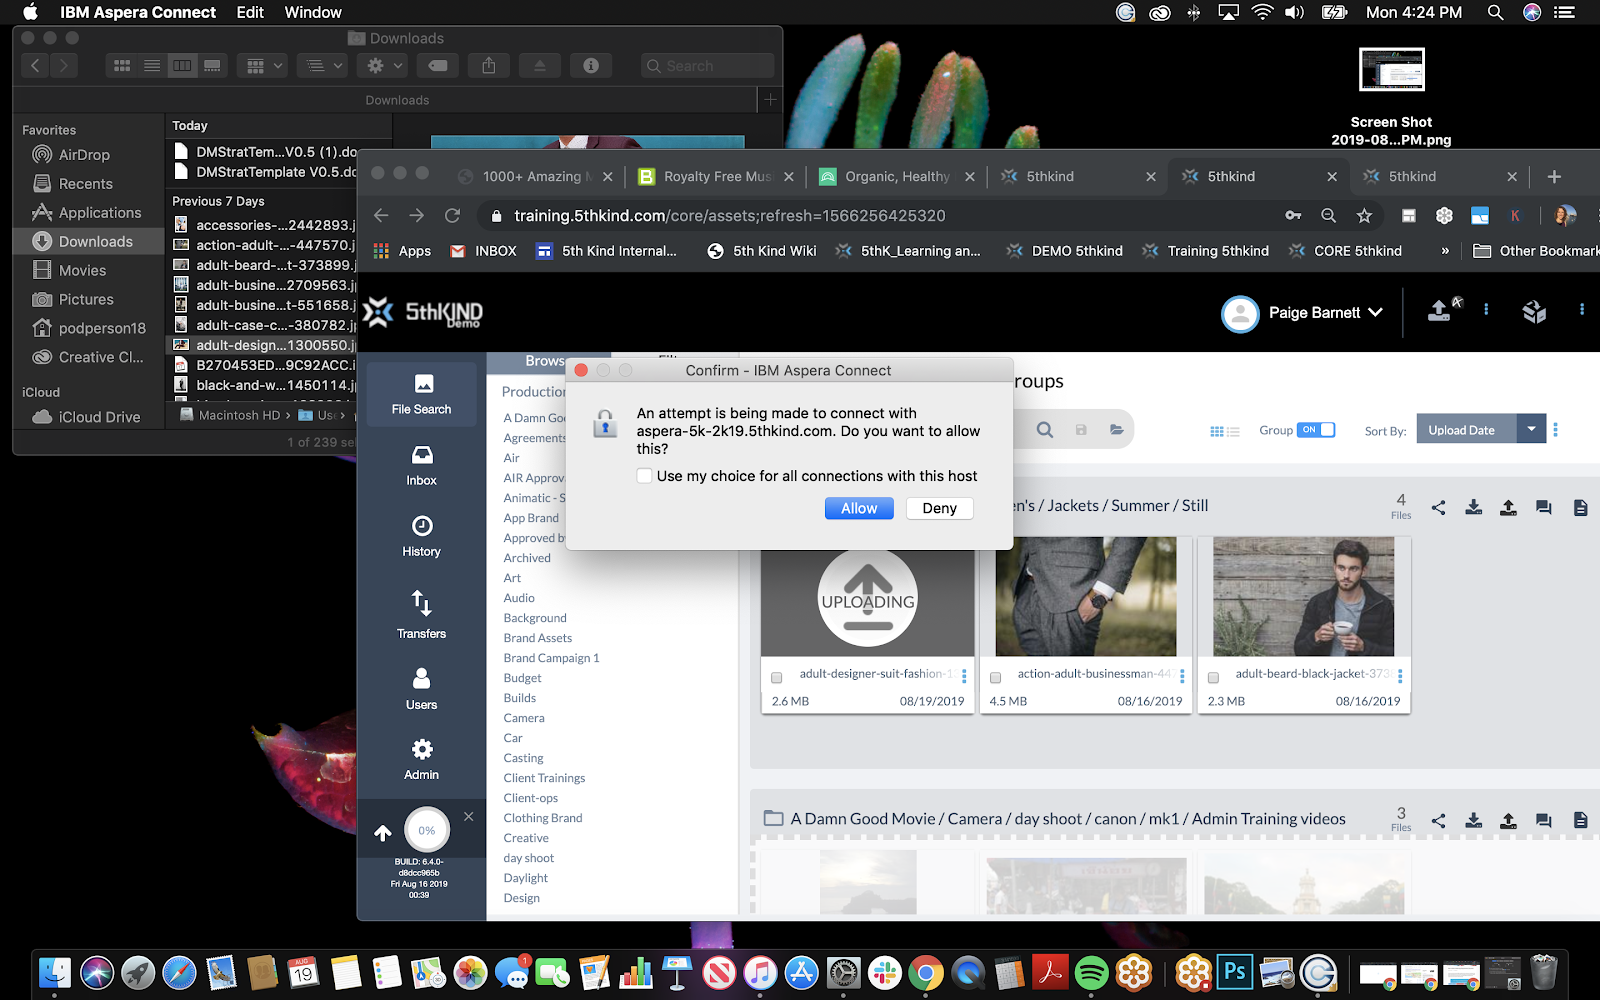 IBM Aspera Connect Edit Window
Mon 4:24 PM
Downloads
Search
Downloads
Favorites
AirDrop
Recents
Applications
Downloads
Movies
Pictures
podperson18
Creative Cl...
iCloud
iCloud Drive
Today
DMStratTem...V0.5 (1).do
DMStratTemplate V0.5.do
Previous 7 Days
accessories-...2442893.j
action-adult-...-447570.j
adult-beard-...t-373899.j
adult-busine...2709563.j
adult-busine...t-551658.j
adult-case-c...-380782.j
adult-design...1300550.j
B270453ED...9C92ACC.i
black-and-w...1450114.j
Macintosh HD › Use ›
1 of 239 sel
Screen Shot
2019-08...PM.png
1000+ Amazing M
Royalty Free Musi
Organic, Healthy
5thkind
5thkind
5thkind
training.5thkind.com/core/assets;refresh=1566256425320
Apps
INBOX
5th Kind Internal...
5th Kind Wiki
5thK_Learning an...
DEMO 5thkind
Training 5thkind
CORE 5thkind
»
Other Bookmark
5thKIND
Demo
Paige Barnett
File Search
Inbox
History
Transfers
Users
Admin
0%
BUILD: 6.4.0-
d8dcc965b
Fri Aug 16 2019
00:39
Brows
Production
A Damn Goo
Agreements
Air
AIR Approv
Animatic - S
App Brand
Approved by
Archived
Art
Audio
Background
Brand Assets
Brand Campaign 1
Budget
Builds
Camera
Car
Casting
Client Trainings
Client-ops
Clothing Brand
Creative
day shoot
Daylight
Design
Confirm - IBM Aspera Connect
An attempt is being made to connect with
aspera-5k-2k19.5thkind.com. Do you want to allow
this?
Use my choice for all connections with this host
Allow
Deny
roups
Group ON
Sort By: Upload Date
en's / Jackets / Summer / Still
4
Files
UPLOADING
adult-designer-suit-fashion-1
2.6 MB 08/19/2019
action-adult-businessman-44
4.5 MB 08/16/2019
adult-beard-black-jacket-373
2.3 MB 08/16/2019
A Damn Good Movie / Camera / day shoot / canon / mk1 / Admin Training videos
3
Files
AUG
19
1
Ps